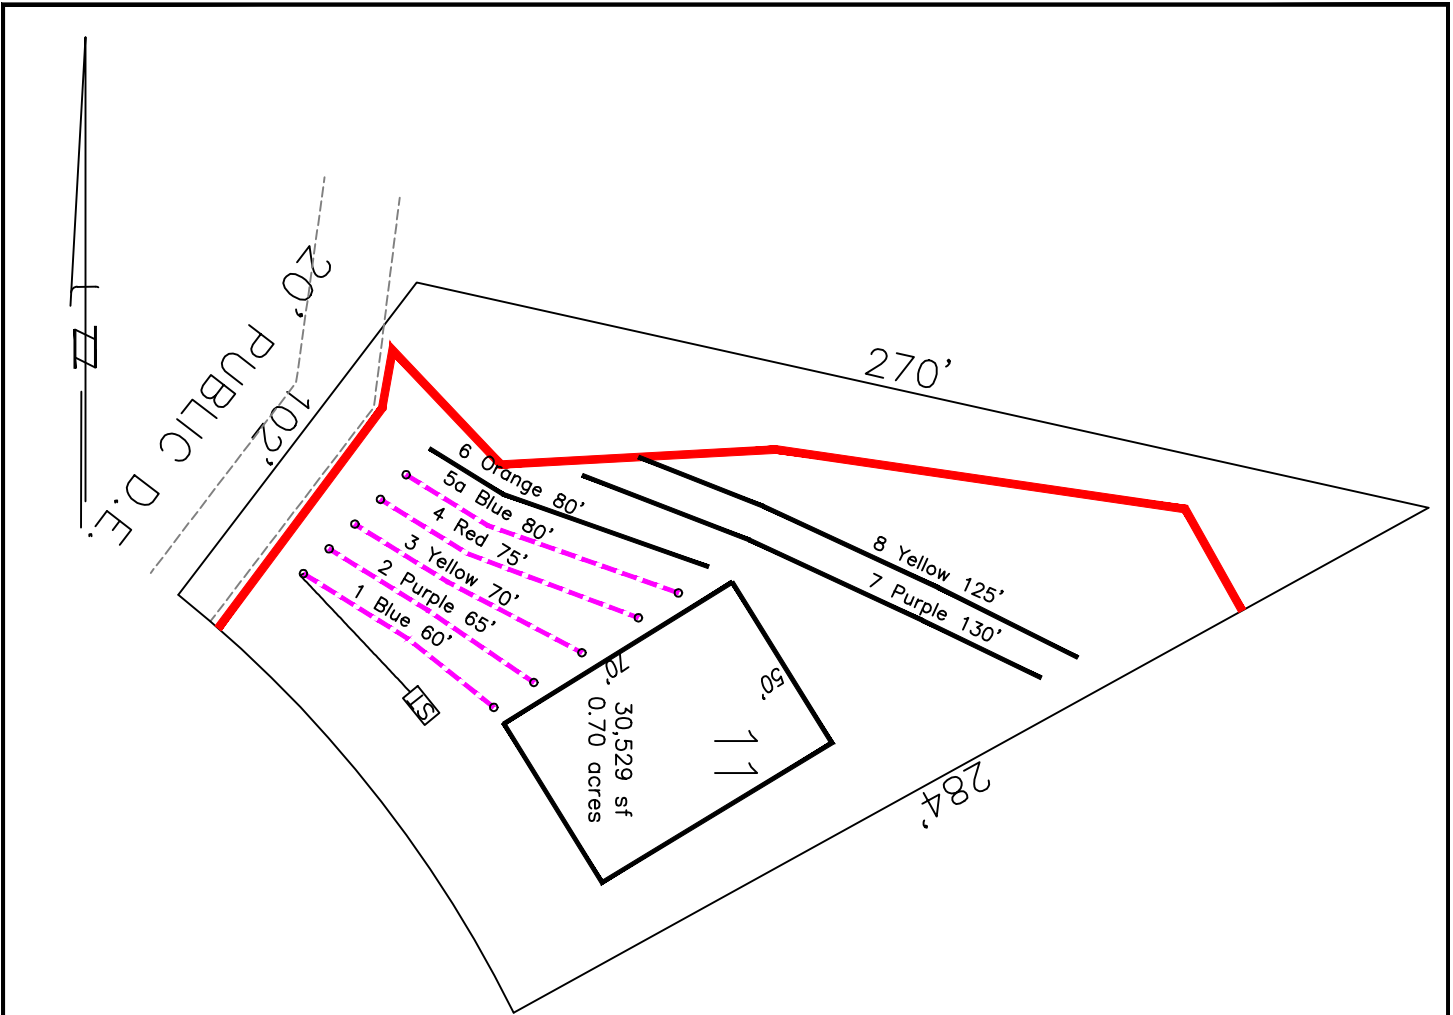 N
20' PUBLIC D.E.
102'
270'
6 Orange 80'
5a Blue 80'
4 Red 75'
3 Yellow 70'
2 Purple 65'
1 Blue 60'
8 Yellow 125'
7 Purple 130'
ST
70'
50'
30,529 sf
0.70 acres
11
284'